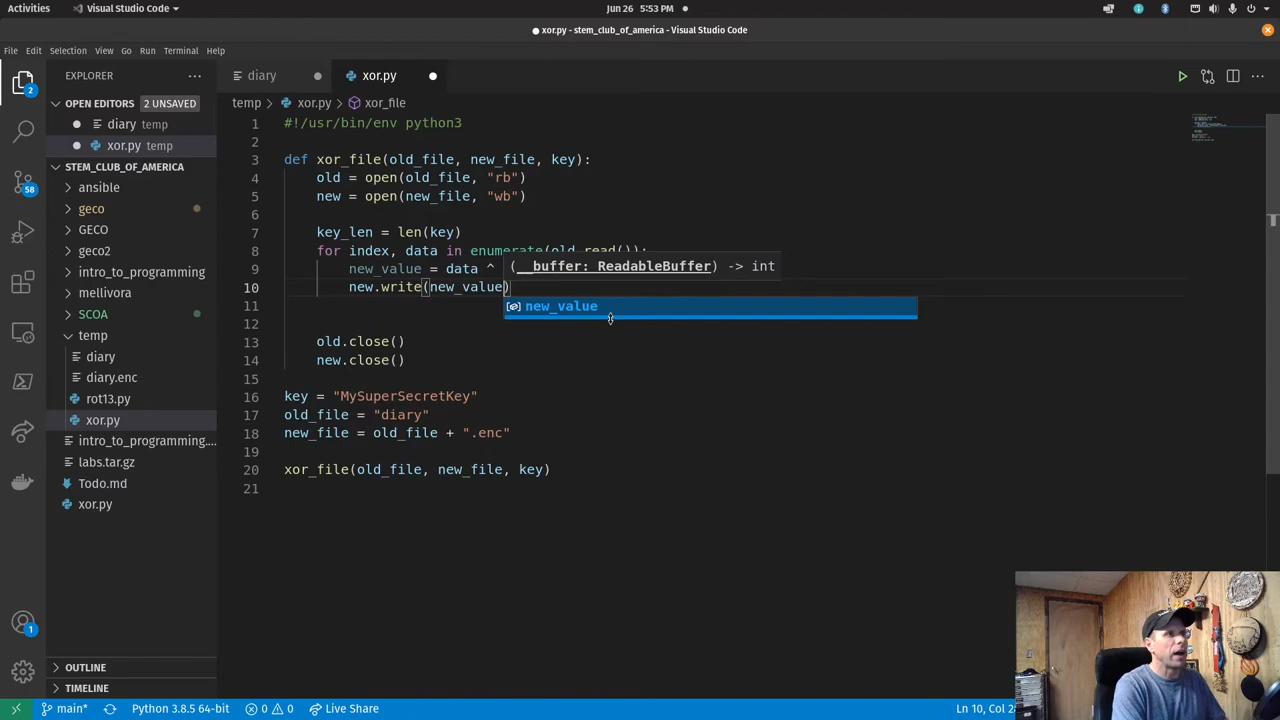 Activities
Visual Studio Code
Jun 26 5:53 PM
xor.py - stem_club_of_america - Visual Studio Code
File Edit Selection View Go Run Terminal Help
EXPLORER
diary
xor.py
OPEN EDITORS 2 UNSAVED
diary temp
xor.py temp
STEM_CLUB_OF_AMERICA
ansible
geco
GECO
geco2
intro_to_programming
mellivora
SCOA
temp
diary
diary.enc
rot13.py
xor.py
intro_to_programming....
labs.tar.gz
Todo.md
xor.py
OUTLINE
TIMELINE
2
58
1
temp > xor.py > xor_file
1 #!/usr/bin/env python3
2
3 def xor_file(old_file, new_file, key):
4 old = open(old_file, "rb")
5 new = open(new_file, "wb")
6
7 key_len = len(key)
8 for index, data in enumerate(old.read()):
9 new_value = data ^
(__buffer: ReadableBuffer) -> int
10 new.write(new_value)
new_value
11
12
13 old.close()
14 new.close()
15
16 key = "MySuperSecretKey"
17 old_file = "diary"
18 new_file = old_file + ".enc"
19
20 xor_file(old_file, new_file, key)
21
main* Python 3.8.5 64-bit 0 0 Live Share
Ln 10, Col